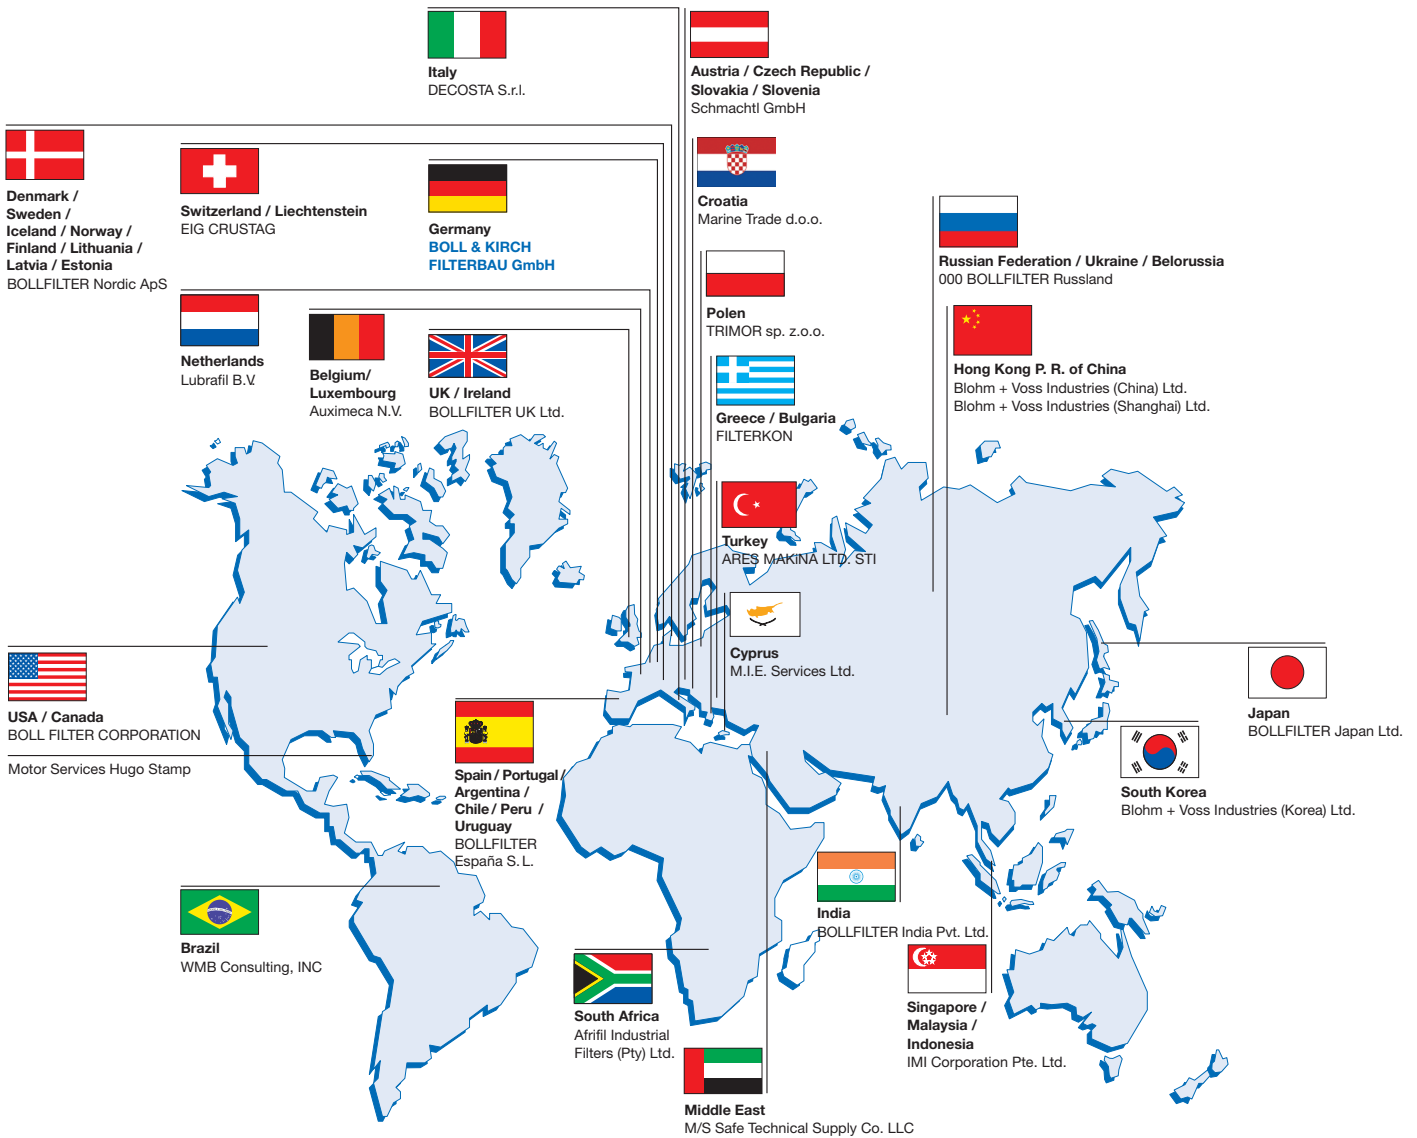 Italy
DECOSTA S.r.l.
Austria / Czech Republic /
Slovakia / Slovenia
Schmachtl GmbH
Denmark /
Sweden /
Iceland / Norway /
Finland / Lithuania /
Latvia / Estonia
BOLLFILTER Nordic ApS
Switzerland / Liechtenstein
EIG CRUSTAG
Germany
BOLL & KIRCH
FILTERBAU GmbH
Croatia
Marine Trade d.o.o.
Russian Federation / Ukraine / Belorussia
000 BOLLFILTER Russland
Netherlands
Lubrafil B.V.
Belgium/
Luxembourg
Auximeca N.V.
UK / Ireland
BOLLFILTER UK Ltd.
Polen
TRIMOR sp. z.o.o.
Hong Kong P. R. of China
Blohm + Voss Industries (China) Ltd.
Blohm + Voss Industries (Shanghai) Ltd.
Greece / Bulgaria
FILTERKON
Turkey
ARES MAKiNA LTD. STI
Cyprus
M.I.E. Services Ltd.
USA / Canada
BOLL FILTER CORPORATION
Motor Services Hugo Stamp
Spain / Portugal /
Argentina /
Chile / Peru /
Uruguay
BOLLFILTER
España S. L.
Japan
BOLLFILTER Japan Ltd.
South Korea
Blohm + Voss Industries (Korea) Ltd.
Brazil
WMB Consulting, INC
India
BOLLFILTER India Pvt. Ltd.
South Africa
Afrifil Industrial
Filters (Pty) Ltd.
Singapore /
Malaysia /
Indonesia
IMI Corporation Pte. Ltd.
Middle East
M/S Safe Technical Supply Co. LLC